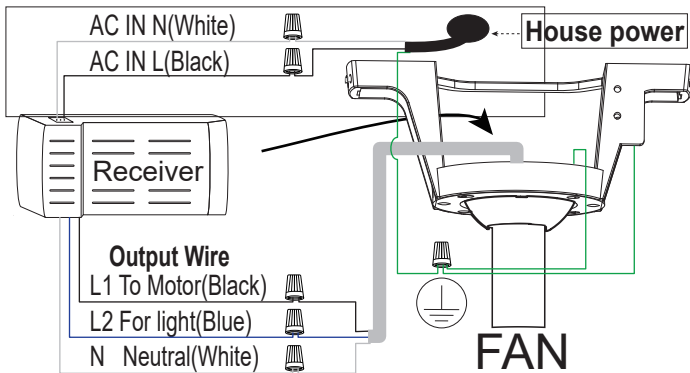 AC IN N(White)
House power
AC IN L(Black)
Receiver
Output Wire
L1 To Motor(Black)
L2 For light(Blue)
N Neutral(White)
FAN